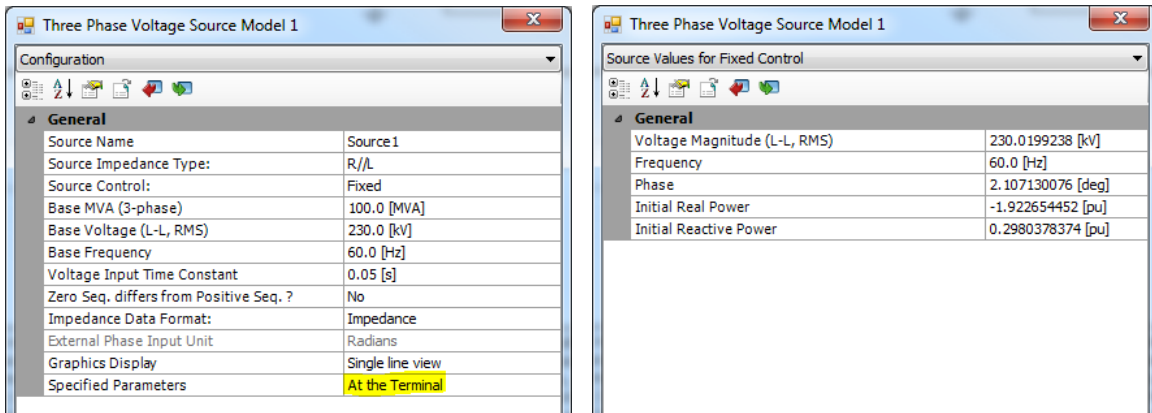 Three Phase Voltage Source Model 1
Configuration
General
Source Name Source1
Source Impedance Type: R//L
Source Control: Fixed
Base MVA (3-phase) 100.0 [MVA]
Base Voltage (L-L, RMS) 230.0 [kV]
Base Frequency 60.0 [Hz]
Voltage Input Time Constant 0.05 [s]
Zero Seq. differs from Positive Seq. ? No
Impedance Data Format: Impedance
External Phase Input Unit Radians
Graphics Display Single line view
Specified Parameters At the Terminal
Three Phase Voltage Source Model 1
Source Values for Fixed Control
General
Voltage Magnitude (L-L, RMS) 230.0199238 [kV]
Frequency 60.0 [Hz]
Phase 2.107130076 [deg]
Initial Real Power -1.922654452 [pu]
Initial Reactive Power 0.2980378374 [pu]